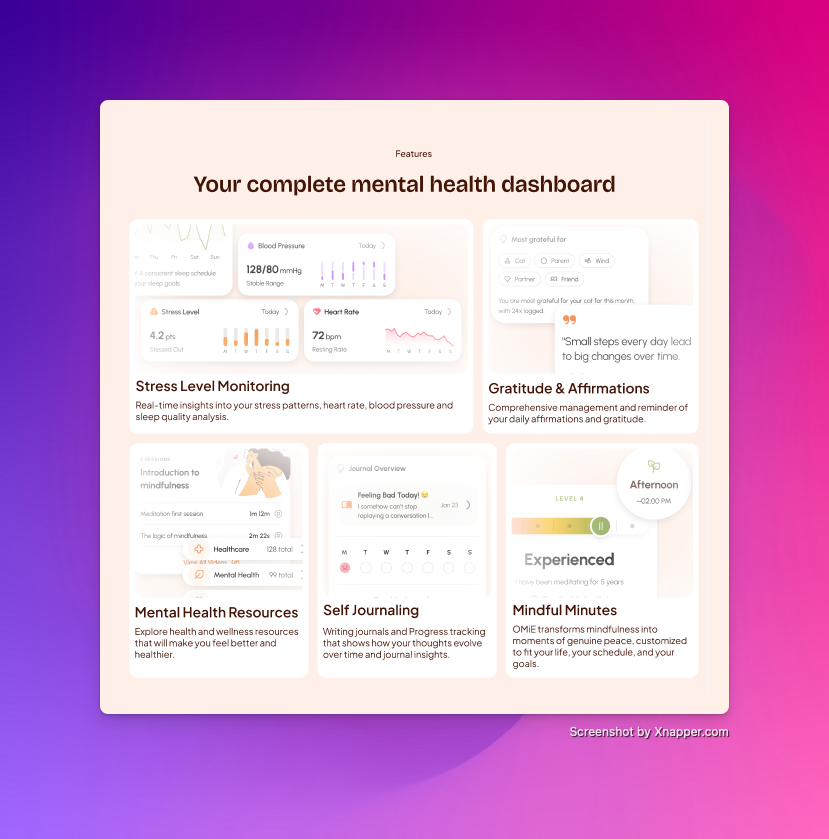 Features
Your complete mental health dashboard
Thu Fri Sat Sun
A consistent sleep schedule
your sleep goals.
Blood Pressure Today
128/80 mmHg
Stable Range
M T W T F S S
Stress Level Today
4.2 pts
Stressed Out
M T W T F S S
Heart Rate Today
72 bpm
Resting Rate
M T W T F S S
Stress Level Monitoring
Real-time insights into your stress patterns, heart rate, blood pressure and
sleep quality analysis.
Most grateful for
Cat Parent Wind
Partner Friend
You are most grateful for your cat for this month,
with 24x logged.
"Small steps every day lead
to big changes over time.
Gratitude & Affirmations
Comprehensive management and reminder of
your daily affirmations and gratitude.
SESSIONS
Introduction to
mindfulness
Meditation first session 1m 12m
The logic of mindfulness 2m 22s
Healthcare 128 total
View All Videos
Mental Health 99 total
Mental Health Resources
Explore health and wellness resources
that will make you feel better and
healthier.
Journal Overview
Feeling Bad Today! 😔
I somehow can't stop
replaying a conversation I...
Jan 23
M T W T F S S
Self Journaling
Writing journals and Progress tracking
that shows how your thoughts evolve
over time and journal insights.
Afternoon
~02:00 PM
LEVEL 4
Experienced
I have been meditating for 5 years
Mindful Minutes
OMiE transforms mindfulness into
moments of genuine peace, customized
to fit your life, your schedule, and your
goals.
Screenshot by Xnapper.com